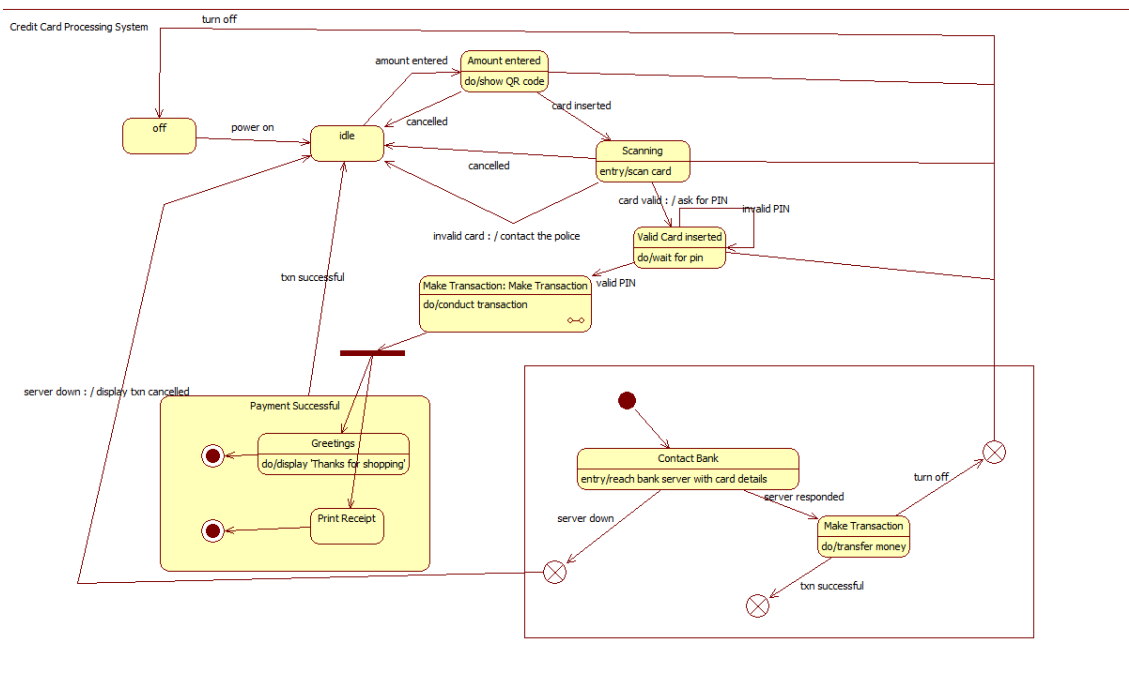 turn off
Credit Card Processing System
amount entered
Amount entered
do/show QR code
card inserted
cancelled
off
power on
idle
Scanning
entry/scan card
cancelled
card valid : / ask for PIN
invalid PIN
invalid card : / contact the police
Valid Card inserted
do/wait for pin
txn successful
Make Transaction: Make Transaction
valid PIN
do/conduct transaction
server down : / display txn cancelled
Payment Successful
Greetings
do/display 'Thanks for shopping'
Contact Bank
entry/reach bank server with card details
turn off
server responded
server down
Print Receipt
Make Transaction
do/transfer money
txn successful